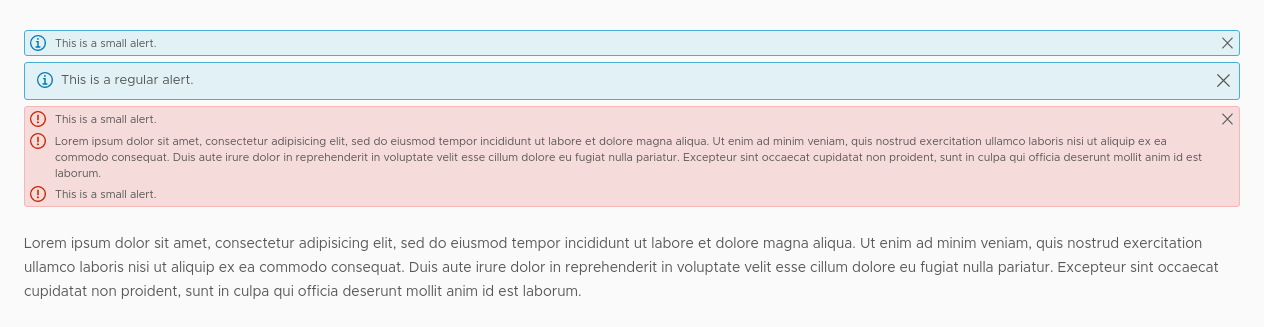 This is a small alert.
This is a regular alert.
This is a small alert.
Lorem ipsum dolor sit amet, consectetur adipisicing elit, sed do eiusmod tempor incididunt ut labore et dolore magna aliqua. Ut enim ad minim veniam, quis nostrud exercitation ullamco laboris nisi ut aliquip ex ea
commodo consequat. Duis aute irure dolor in reprehenderit in voluptate velit esse cillum dolore eu fugiat nulla pariatur. Excepteur sint occaecat cupidatat non proident, sunt in culpa qui officia deserunt mollit anim id est
laborum.
This is a small alert.
Lorem ipsum dolor sit amet, consectetur adipisicing elit, sed do eiusmod tempor incididunt ut labore et dolore magna aliqua. Ut enim ad minim veniam, quis nostrud exercitation
ullamco laboris nisi ut aliquip ex ea commodo consequat. Duis aute irure dolor in reprehenderit in voluptate velit esse cillum dolore eu fugiat nulla pariatur. Excepteur sint occaecat
cupidatat non proident, sunt in culpa qui officia deserunt mollit anim id est laborum.